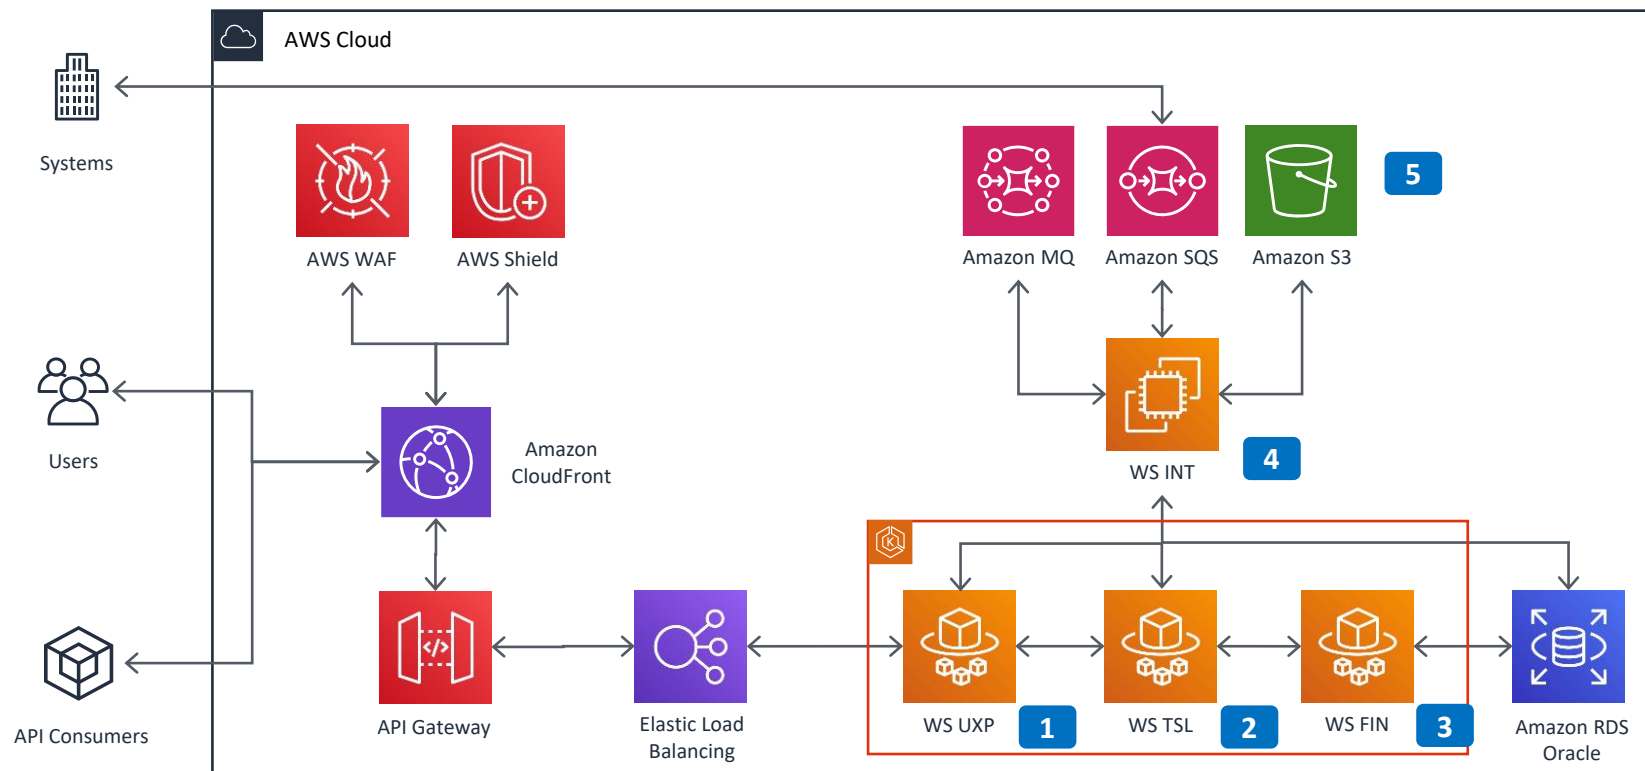 AWS Cloud
Systems
AWS WAF
AWS Shield
Amazon MQ
Amazon SQS
Amazon S3
5
Users
Amazon
CloudFront
WS INT
4
K
</>
API Consumers
API Gateway
Elastic Load
Balancing
WS UXP
1
WS TSL
2
WS FIN
3
Amazon RDS
Oracle